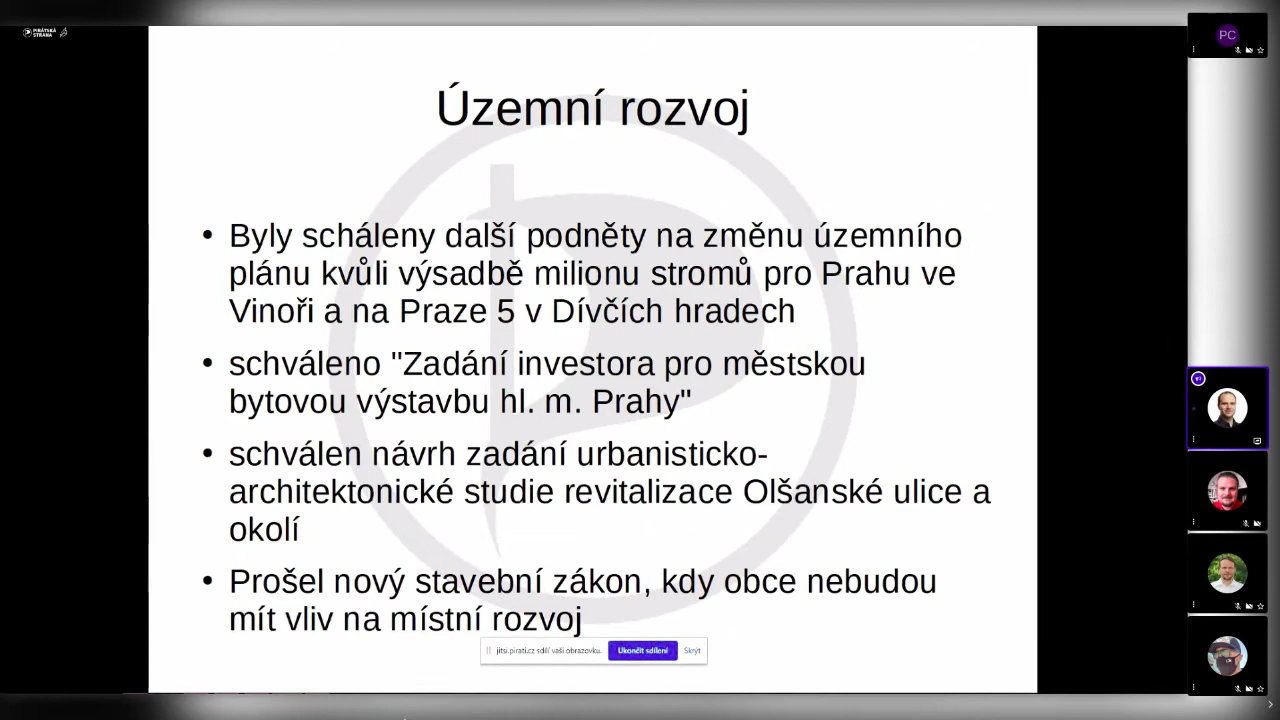 PIRÁTSKÁ
STRANA
PC
Územní rozvoj
• Byly scháleny další podněty na změnu územního
plánu kvůli výsadbě milionu stromů pro Prahu ve
Vinoři a na Praze 5 v Dívčích hradech
• schváleno "Zadání investora pro městskou
bytovou výstavbu hl. m. Prahy"
• schválen návrh zadání urbanisticko-
architektonické studie revitalizace Olšanské ulice a
okolí
• Prošel nový stavební zákon, kdy obce nebudou
mít vliv na místní rozvoj
jitsi.pirati.cz sdílí vaši obrazovku. Ukončit sdílení Skrýt